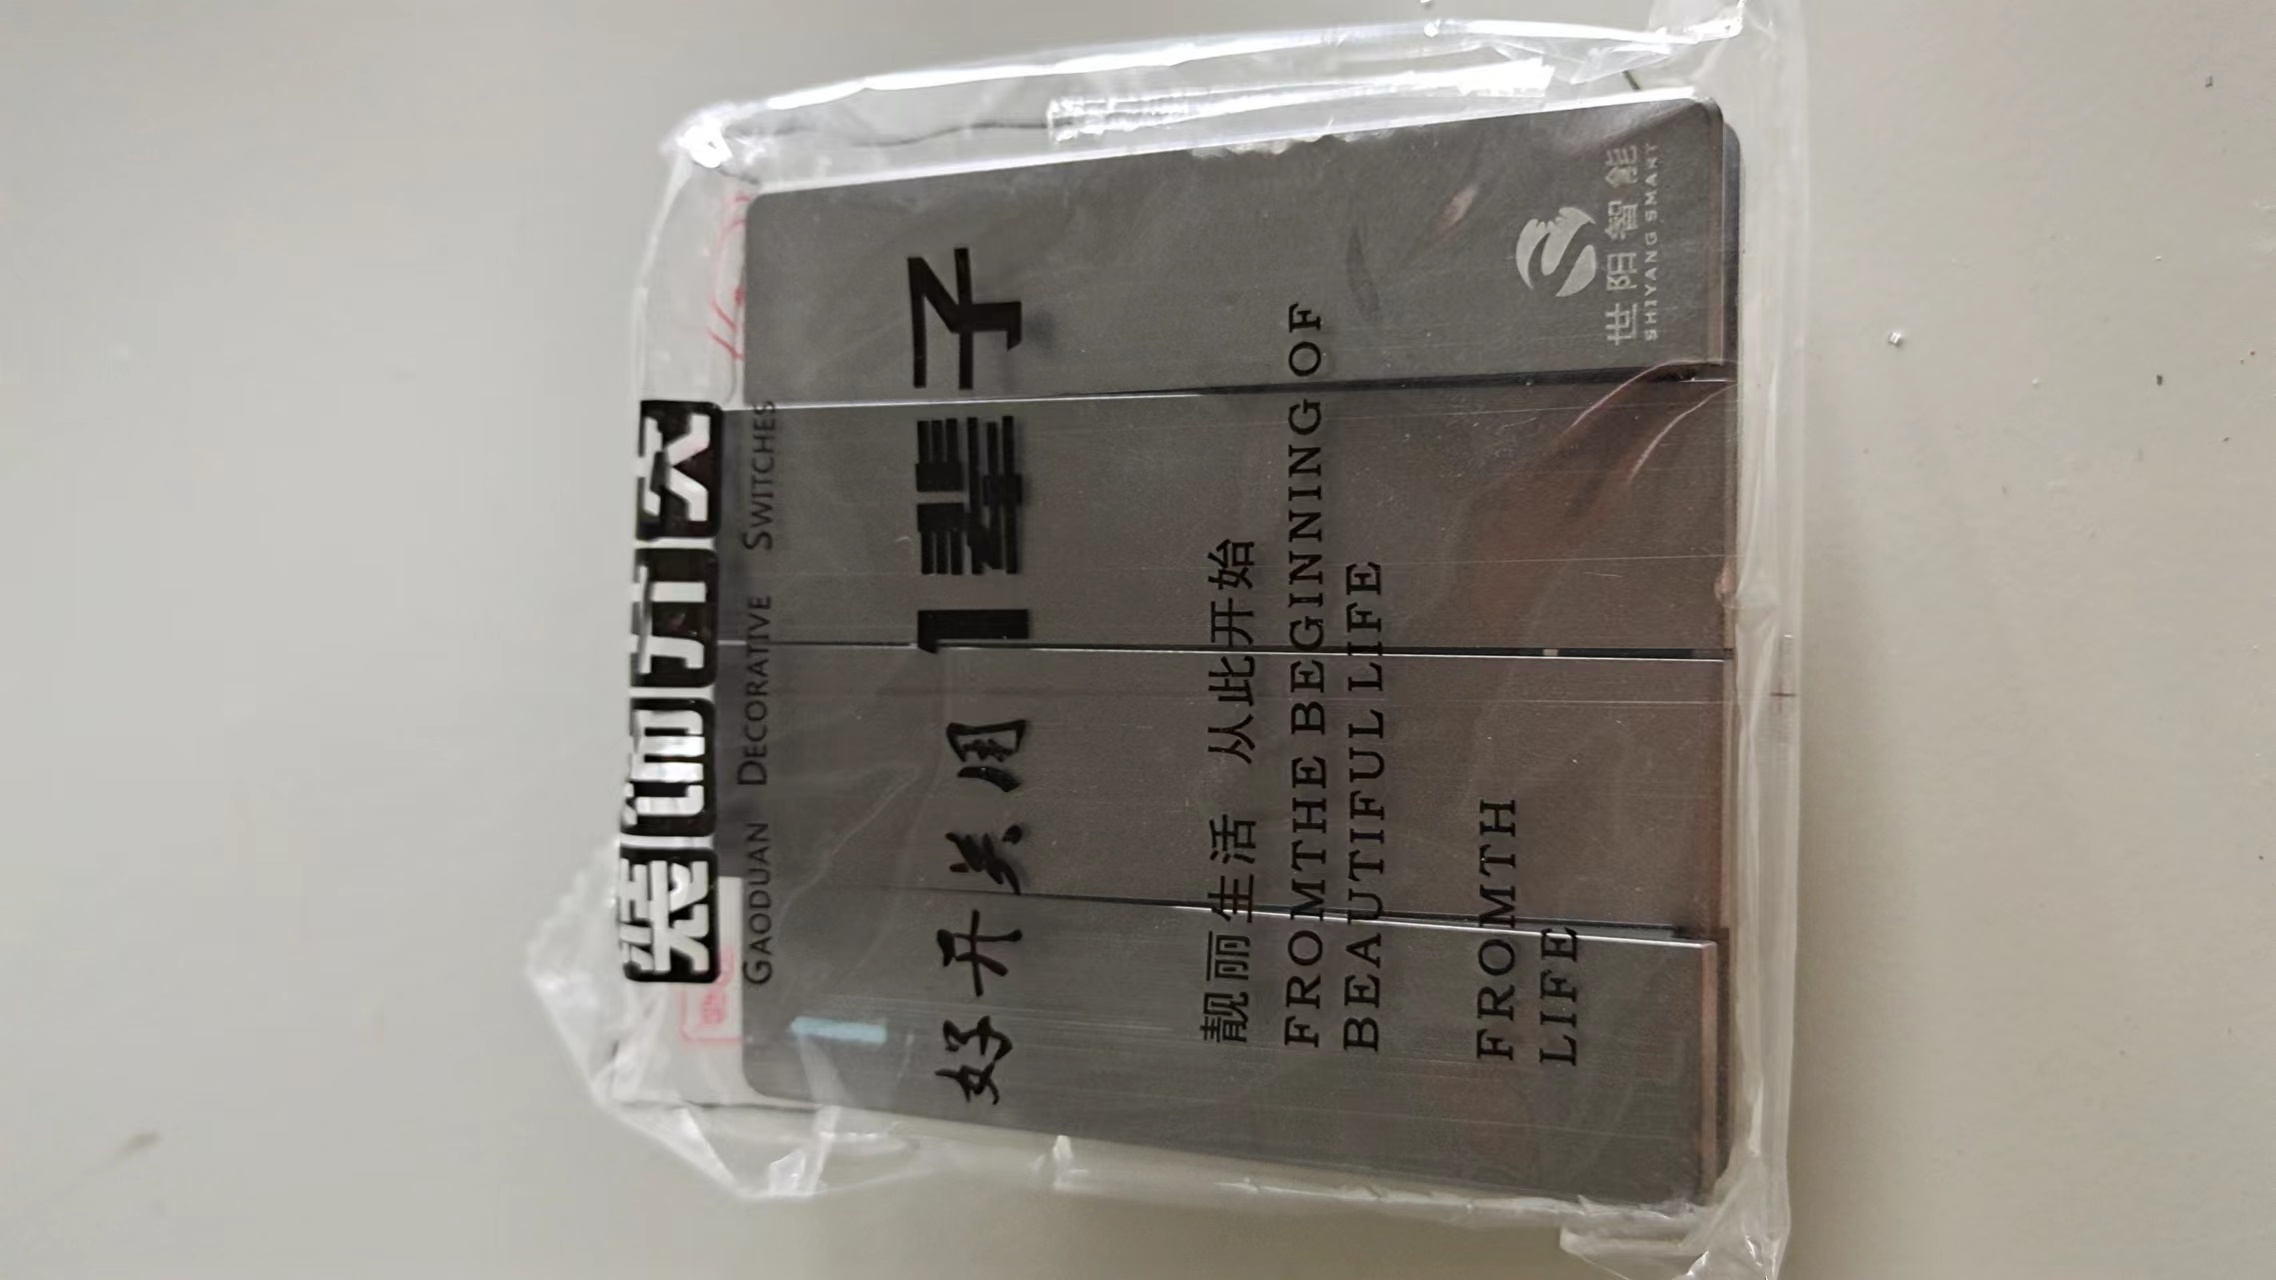 装饰开关
GAODUAN DECORATIVE SWITCHES
好开关用1辈子
靓丽生活 从此开始
FROMTHE BEGINNING OF
BEAUTIFUL LIFE
FROMTH
LIFE
世阳智能
SHIYANG SMANT